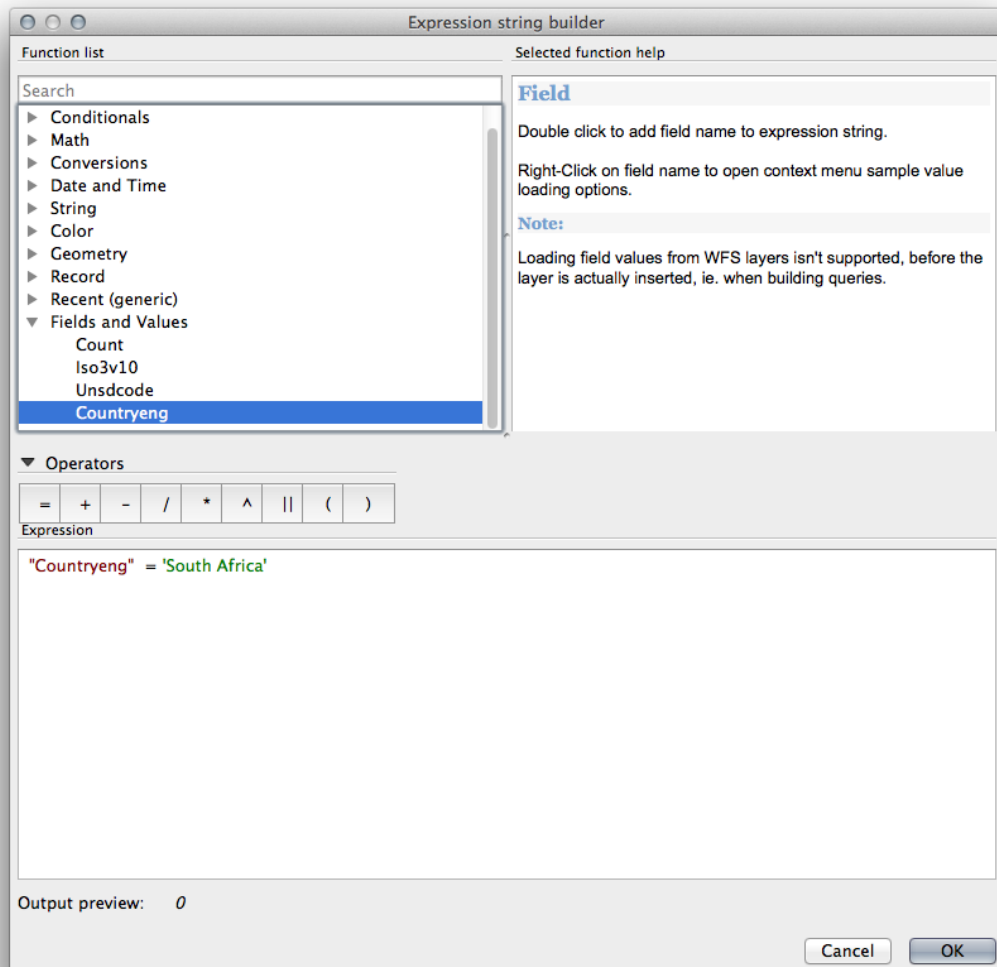 Expression string builder
Function list
Search
Conditionals
Math
Conversions
Date and Time
String
Color
Geometry
Record
Recent (generic)
Fields and Values
Count
Iso3v10
Unsdcode
Countryeng
Selected function help
Field
Double click to add field name to expression string.
Right-Click on field name to open context menu sample value
loading options.
Note:
Loading field values from WFS layers isn't supported, before the
layer is actually inserted, ie. when building queries.
Operators
= + - / * ^ || ( )
Expression
"Countryeng" = 'South Africa'
Output preview: 0
Cancel OK